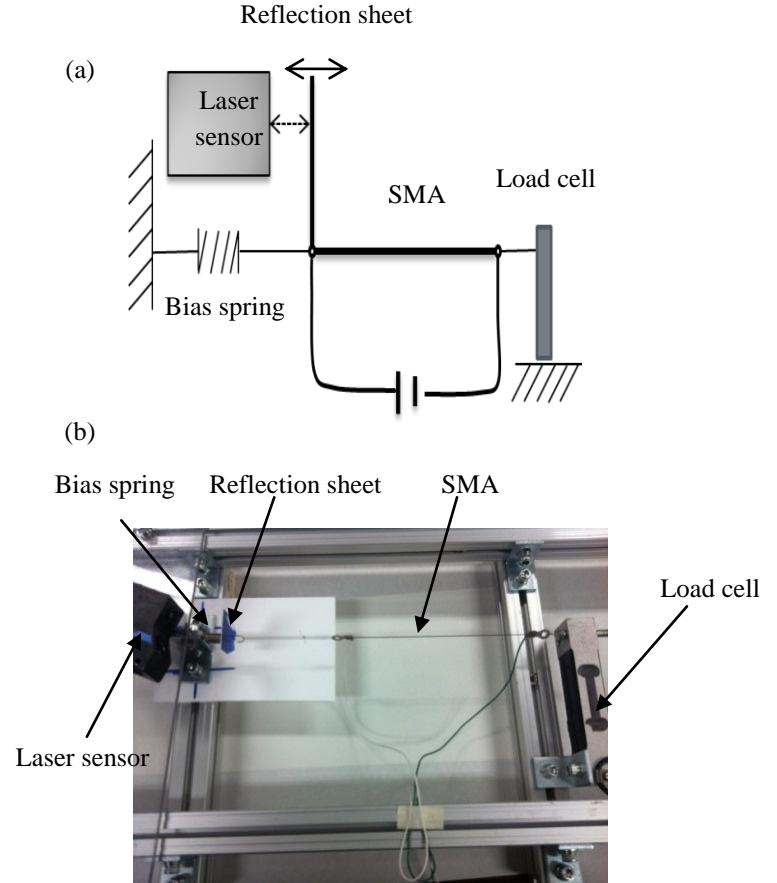 Reflection sheet
(a)
Laser
sensor
SMA
Load cell
Bias spring
(b)
Bias spring
Reflection sheet
SMA
Load cell
Laser sensor